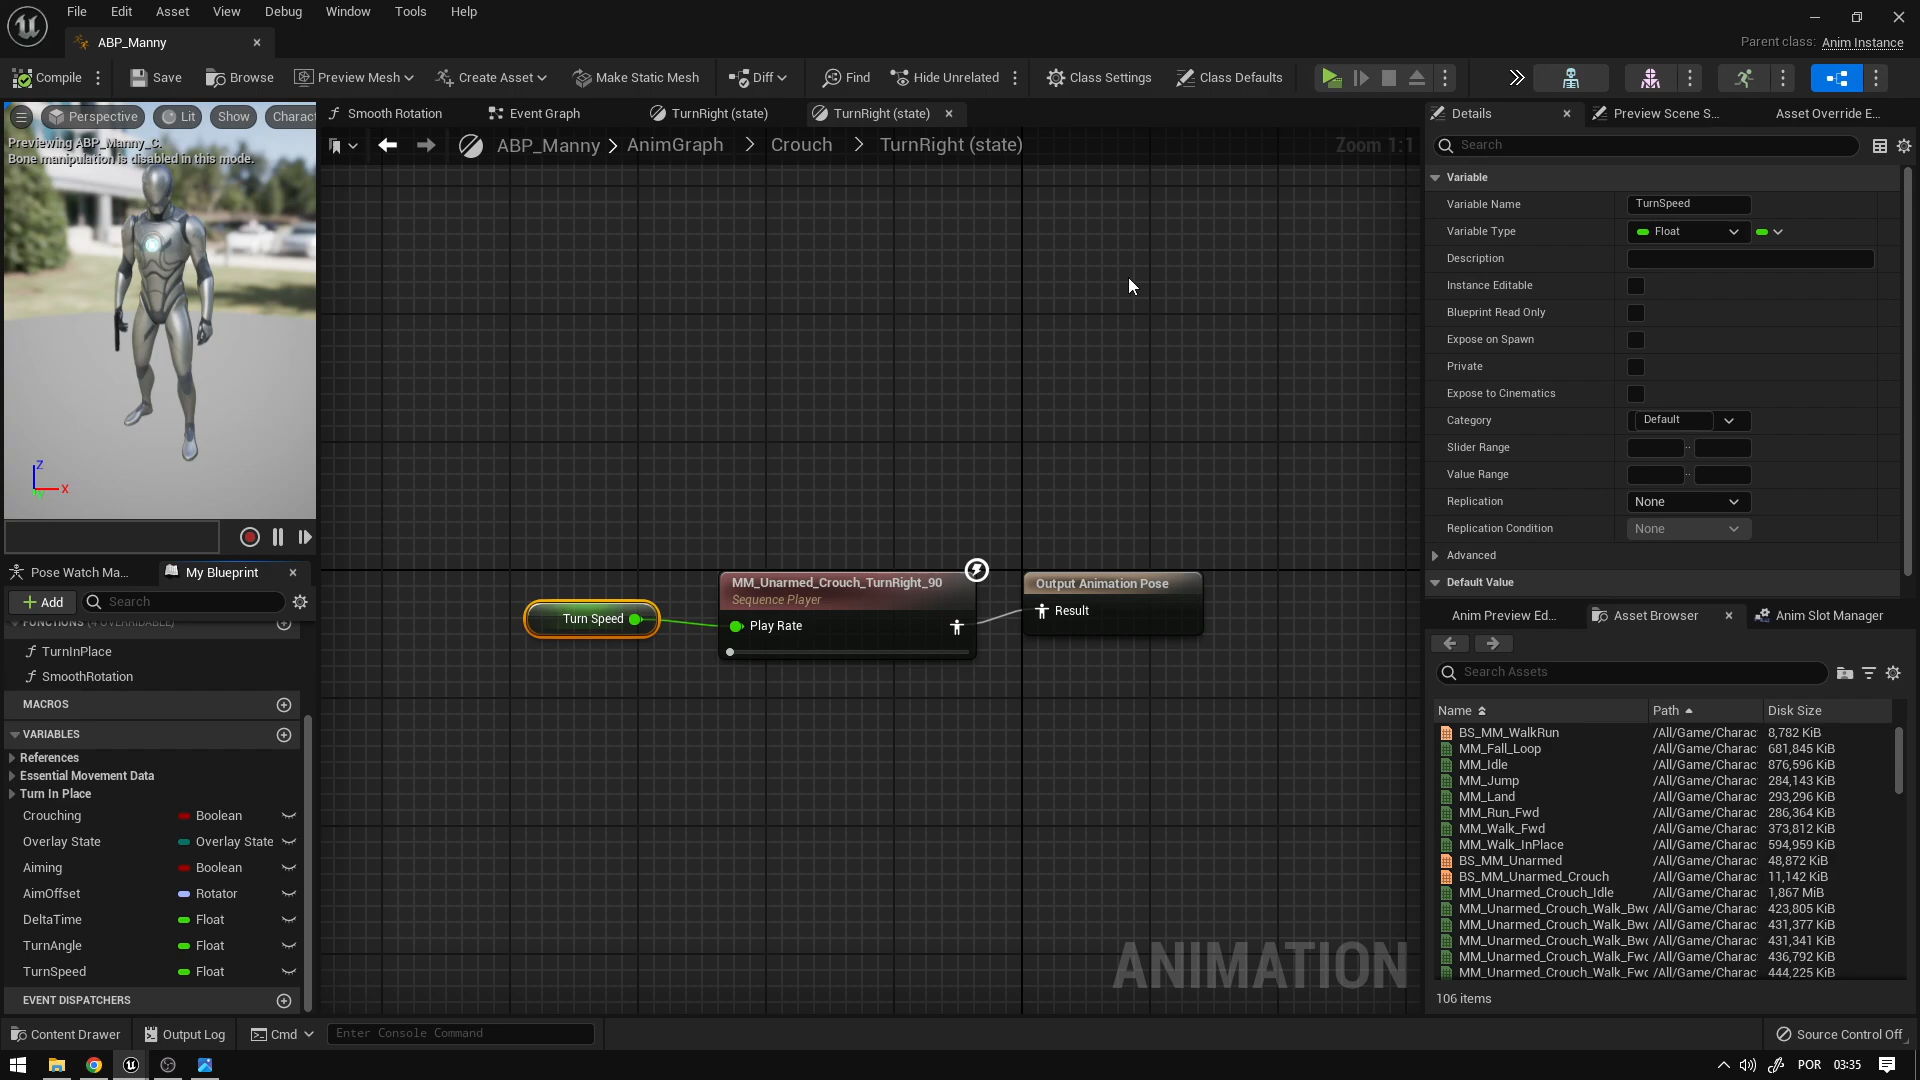 File Edit Asset View Debug Window Tools Help
ABP_Manny
Parent class: Anim Instance
Compile Save Browse Preview Mesh Create Asset Make Static Mesh Diff Find Hide Unrelated Class Settings Class Defaults
Perspective Lit Show Charact
Previewing ABP_Manny_C.
Bone manipulation is disabled in this mode.
Z
X
Smooth Rotation Event Graph TurnRight (state) TurnRight (state)
ABP_Manny > AnimGraph > Crouch > TurnRight (state)
Zoom 1:1
Turn Speed
MM_Unarmed_Crouch_TurnRight_90
Sequence Player
Play Rate
Output Animation Pose
Result
ANIMATION
Pose Watch Ma... My Blueprint
Add Search
FUNCTIONS (4 OVERRIDABLE)
TurnInPlace
SmoothRotation
MACROS
VARIABLES
References
Essential Movement Data
Turn In Place
Crouching Boolean
Overlay State Overlay State
Aiming Boolean
AimOffset Rotator
DeltaTime Float
TurnAngle Float
TurnSpeed Float
EVENT DISPATCHERS
Details Preview Scene S... Asset Override E...
Search
Variable
Variable Name TurnSpeed
Variable Type Float
Description
Instance Editable
Blueprint Read Only
Expose on Spawn
Private
Expose to Cinematics
Category Default
Slider Range
Value Range
Replication None
Replication Condition None
Advanced
Default Value
Anim Preview Ed... Asset Browser Anim Slot Manager
Search Assets
Name Path Disk Size
BS_MM_WalkRun /All/Game/Charac 8,782 KiB
MM_Fall_Loop /All/Game/Charac 681,845 KiB
MM_Idle /All/Game/Charac 876,596 KiB
MM_Jump /All/Game/Charac 284,143 KiB
MM_Land /All/Game/Charac 293,296 KiB
MM_Run_Fwd /All/Game/Charac 286,364 KiB
MM_Walk_Fwd /All/Game/Charac 373,812 KiB
MM_Walk_InPlace /All/Game/Charac 594,959 KiB
BS_MM_Unarmed /All/Game/Charac 48,872 KiB
BS_MM_Unarmed_Crouch /All/Game/Charac 11,142 KiB
MM_Unarmed_Crouch_Idle /All/Game/Charac 1,867 MiB
MM_Unarmed_Crouch_Walk_Bwd /All/Game/Charac 423,805 KiB
MM_Unarmed_Crouch_Walk_Bwd /All/Game/Charac 431,377 KiB
MM_Unarmed_Crouch_Walk_Bwd /All/Game/Charac 431,341 KiB
MM_Unarmed_Crouch_Walk_Fwd /All/Game/Charac 436,792 KiB
MM_Unarmed_Crouch_Walk_Fwd /All/Game/Charac 444,225 KiB
106 items
Content Drawer Output Log Cmd Enter Console Command Source Control Off
POR 03:35